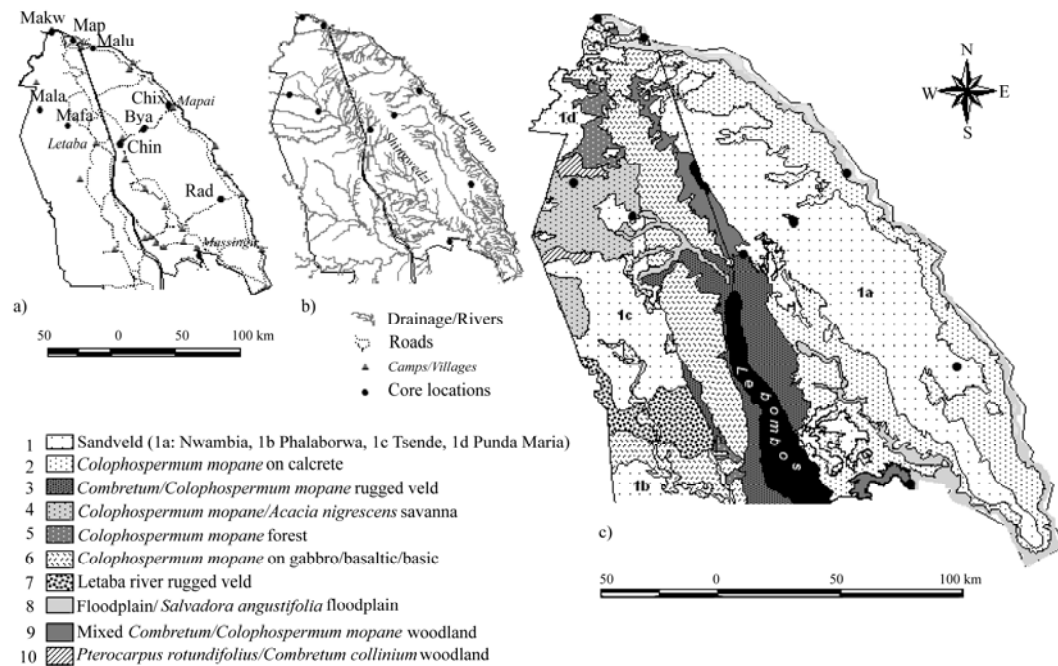 Makw
Map
Malu
Mala
Mafa
Letaba
Chix
Mapai
Bya
Chin
Rad
Massingir
a)
Shingwedzi
Limpopo
b)
50 0 50 100 km
Drainage/Rivers
Roads
Camps/Villages
Core locations
N
W E
S
1d
1a
1c
1b
Lebombos
c)
50 0 50 100 km
1 Sandveld (1a: Nwambia, 1b Phalaborwa, 1c Tsende, 1d Punda Maria)
2 Colophospermum mopane on calcrete
3 Combretum/Colophospermum mopane rugged veld
4 Colophospermum mopane/Acacia nigrescens savanna
5 Colophospermum mopane forest
6 Colophospermum mopane on gabbro/basaltic/basic
7 Letaba river rugged veld
8 Floodplain/ Salvadora angustifolia floodplain
9 Mixed Combretum/Colophospermum mopane woodland
10 Pterocarpus rotundifolius/Combretum collinium woodland